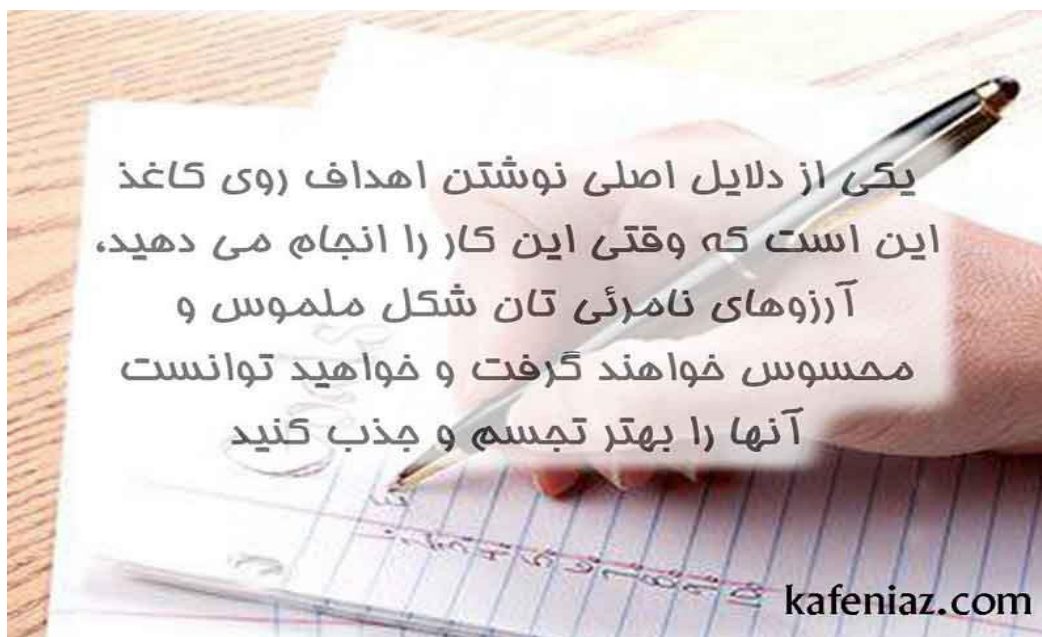 یکی از دلایل اصلی نوشتن اهداف روی کاغذ
این است که وقتی این کار را انجام می دهید،
آرزوهای نامرئی تان شکل ملموس و
محسوس خواهند گرفت و خواهید توانست
آنها را بهتر تجسم و جذب کنید
Goals
kafeniaz.com